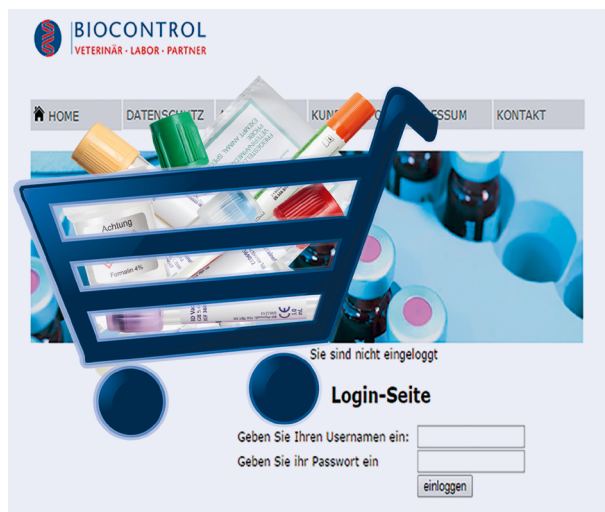 BIOCONTROL
VETERINÄR · LABOR · PARTNER
HOME
DATENSCHUTZ
KONTAKT
Achtung
Formalin 4%
Sie sind nicht eingeloggt
Login-Seite
Geben Sie Ihren Usernamen ein:
Geben Sie ihr Passwort ein
einloggen